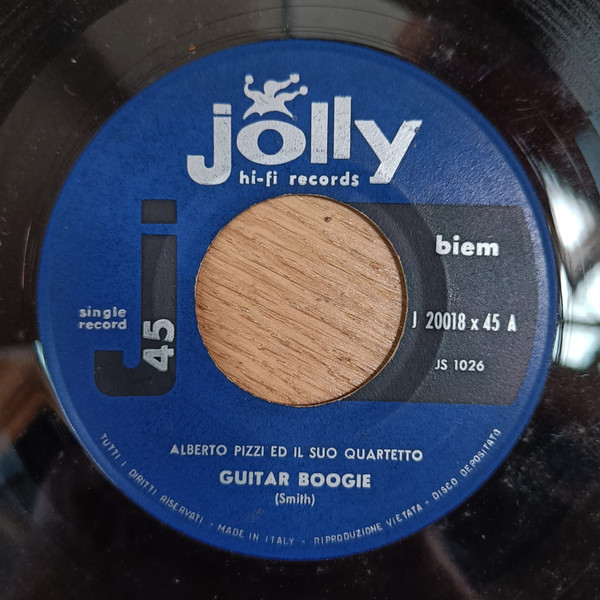 jolly
hi-fi records
biem
single
record
J 45
J 20018 x 45 A
JS 1026
ALBERTO PIZZI ED IL SUO QUARTETTO
GUITAR BOOGIE
(Smith)
TUTTI I DIRITTI RISERVATI - MADE IN ITALY - RIPRODUZIONE VIETATA - DISCO DEPOSITATO